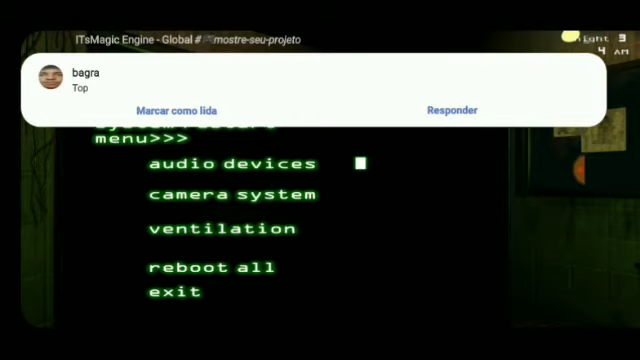 ITsMagic Engine - Global #🎮mostre-seu-projeto
bagra
Top
Marcar como lida
Responder
Night 3
4 AM
menu>>>
audio devices
camera system
ventilation
reboot all
exit